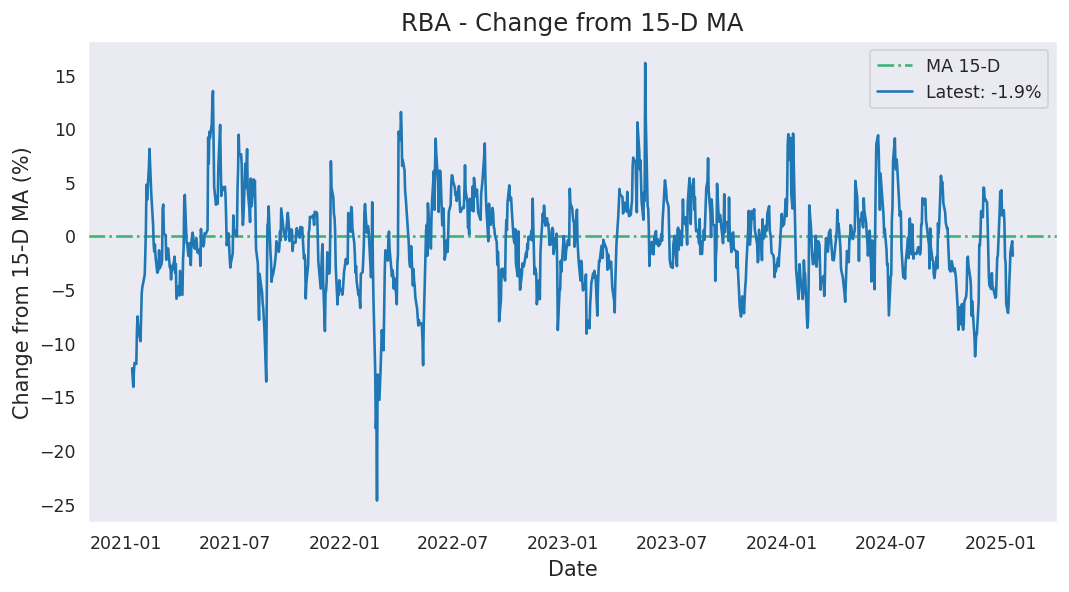 RBA - Change from 15-D MA
MA 15-D
Latest: -1.9%
Change from 15-D MA (%)
15
10
5
0
−5
−10
−15
−20
−25
2021-01 2021-07 2022-01 2022-07 2023-01 2023-07 2024-01 2024-07 2025-01
Date